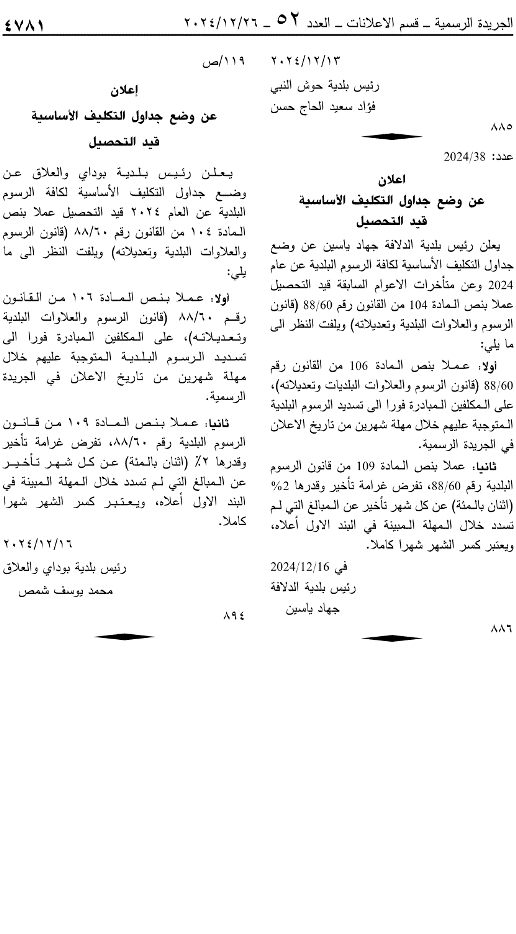 الجريدة الرسمية ــ قسم الاعلانات ــ العدد ٥٢ ــ ٢٠٢٤/١٢/٢٦
٤٧٨١
٢٠٢٤/١٢/١٣
رئيس بلدية حوش النبي
فؤاد سعيد الحاج حسن
٨٨٥
عدد: 2024/38
اعلان
عن وضع جداول التكليف الأساسية
قيد التحصيل
يعلن رئيس بلدية الدلافة جهاد ياسين عن وضع
جداول التكليف الأساسية لكافة الرسوم البلدية عن عام
2024 وعن متأخرات الاعوام السابقة قيد التحصيل
عملا بنص المادة 104 من القانون رقم 88/60 (قانون
الرسوم والعلاوات البلدية وتعديلاته) ويلفت النظر الى
ما يلي:
اولا: عملا بنص المادة 106 من القانون رقم
88/60 (قانون الرسوم والعلاوات البلديات وتعديلاته)،
على المكلفين المبادرة فورا الى تسديد الرسوم البلدية
المتوجبة عليهم خلال مهلة شهرين من تاريخ الاعلان
في الجريدة الرسمية.
ثانيا: عملا بنص المادة 109 من قانون الرسوم
البلدية رقم 88/60، تفرض غرامة تأخير وقدرها 2%
(اثنان بالمئة) عن كل شهر تأخير عن المبالغ التي لم
تسدد خلال المهلة المبينة في البند الاول أعلاه،
ويعتبر كسر الشهر شهرا كاملا.
في 2024/12/16
رئيس بلدية الدلافة
جهاد ياسين
٨٨٦
١١٩/ص
إعلان
عن وضع جداول التكليف الأساسية
قيد التحصيل
يعلن رئيس بلدية بوداي والعلاق عن
وضع جداول التكليف الأساسية لكافة الرسوم
البلدية عن العام ٢٠٢٤ قيد التحصيل عملا بنص
المادة ١٠٤ من القانون رقم ٨٨/٦٠ (قانون الرسوم
والعلاوات البلدية وتعديلاته) ويلفت النظر الى ما
يلي:
اولا: عملا بنص المادة ١٠٦ من القانون
رقم ٨٨/٦٠ (قانون الرسوم والعلاوات البلدية
وتعديلاته)، على المكلفين المبادرة فورا الى
تسديد الرسوم البلدية المتوجبة عليهم خلال
مهلة شهرين من تاريخ الاعلان في الجريدة
الرسمية.
ثانيا: عملا بنص المادة ١٠٩ من قانون
الرسوم البلدية رقم ٨٨/٦٠، تفرض غرامة تأخير
وقدرها ٢٪ (اثنان بالمئة) عن كل شهر تأخير
عن المبالغ التي لم تسدد خلال المهلة المبينة في
البند الاول أعلاه، ويعتبر كسر الشهر شهرا
كاملا.
٢٠٢٤/١٢/١٦
رئيس بلدية بوداي والعلاق
محمد يوسف شمص
٨٩٤